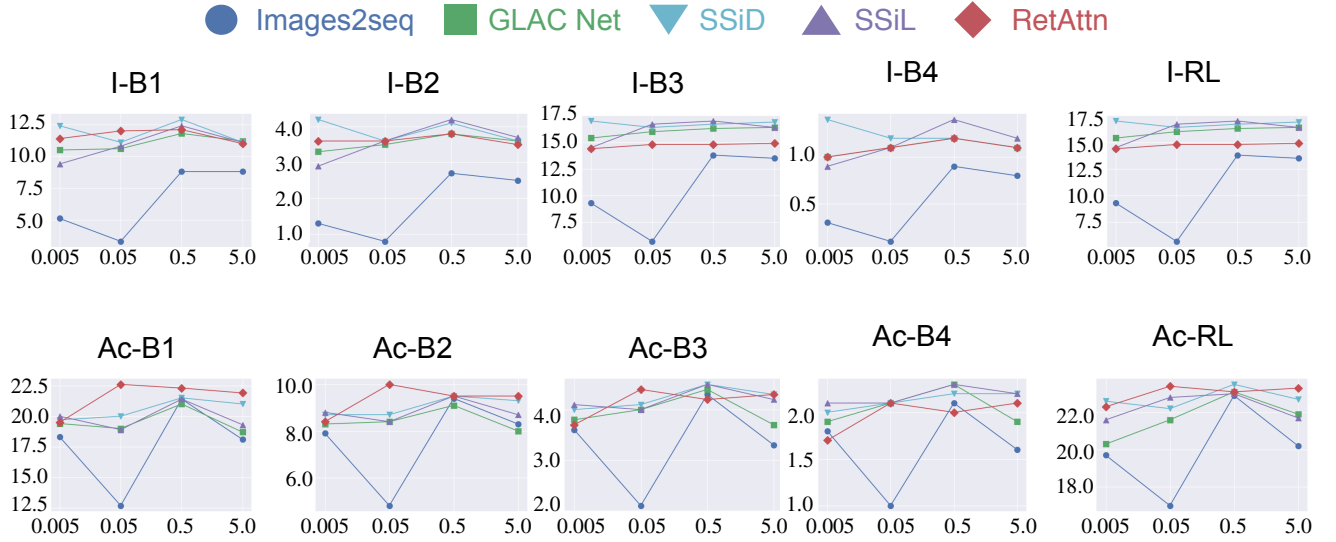 Images2seq GLAC Net SSiD SSiL RetAttn
I-B1 I-B2 I-B3 I-B4 I-RL
12.5 4.0 17.5 1.0 17.5
10.0 3.0 15.0 0.5 15.0
7.5 2.0 12.5 12.5
5.0 1.0 10.0 10.0
7.5 7.5
0.005 0.05 0.5 5.0 0.005 0.05 0.5 5.0 0.005 0.05 0.5 5.0 0.005 0.05 0.5 5.0 0.005 0.05 0.5 5.0
Ac-B1 Ac-B2 Ac-B3 Ac-B4 Ac-RL
22.5 10.0 4.0 2.0 22.0
20.0 8.0 3.0 1.5 20.0
17.5 6.0 2.0 1.0 18.0
15.0
12.5
0.005 0.05 0.5 5.0 0.005 0.05 0.5 5.0 0.005 0.05 0.5 5.0 0.005 0.05 0.5 5.0 0.005 0.05 0.5 5.0